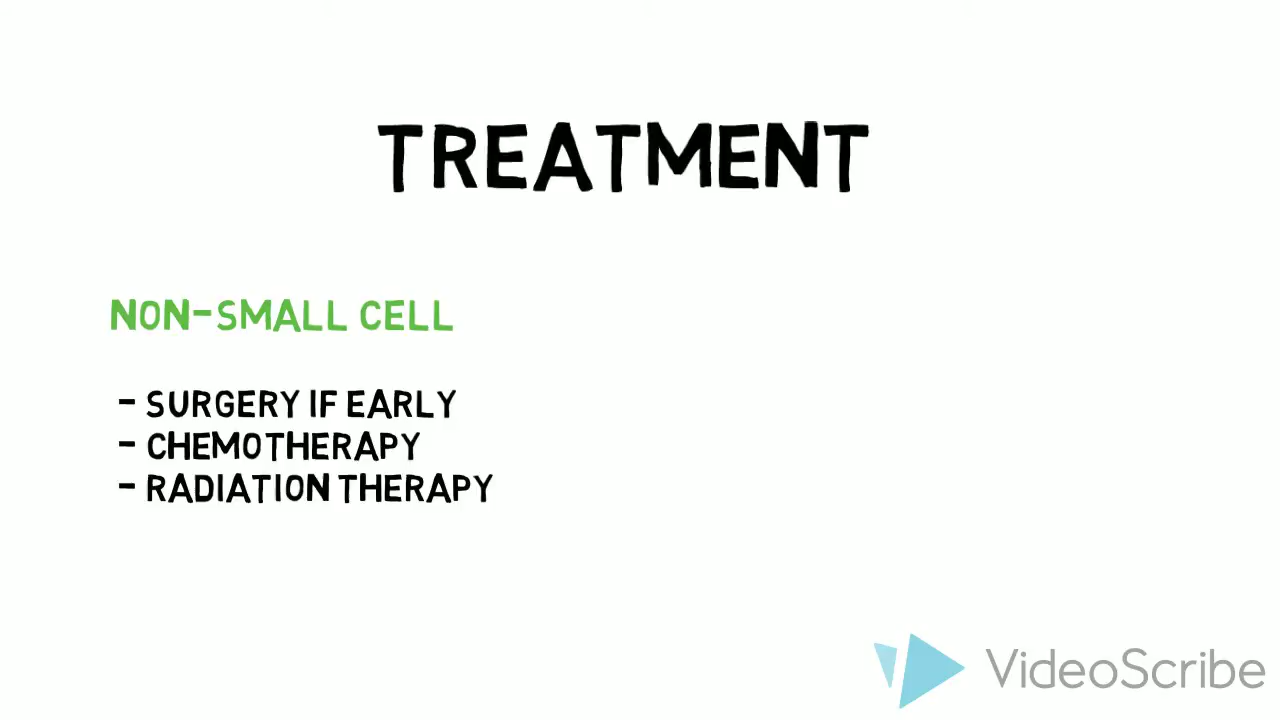 TREATMENT
NON-SMALL CELL
- SURGERY IF EARLY
- CHEMOTHERAPY
- RADIATION THERAPY
VideoScribe